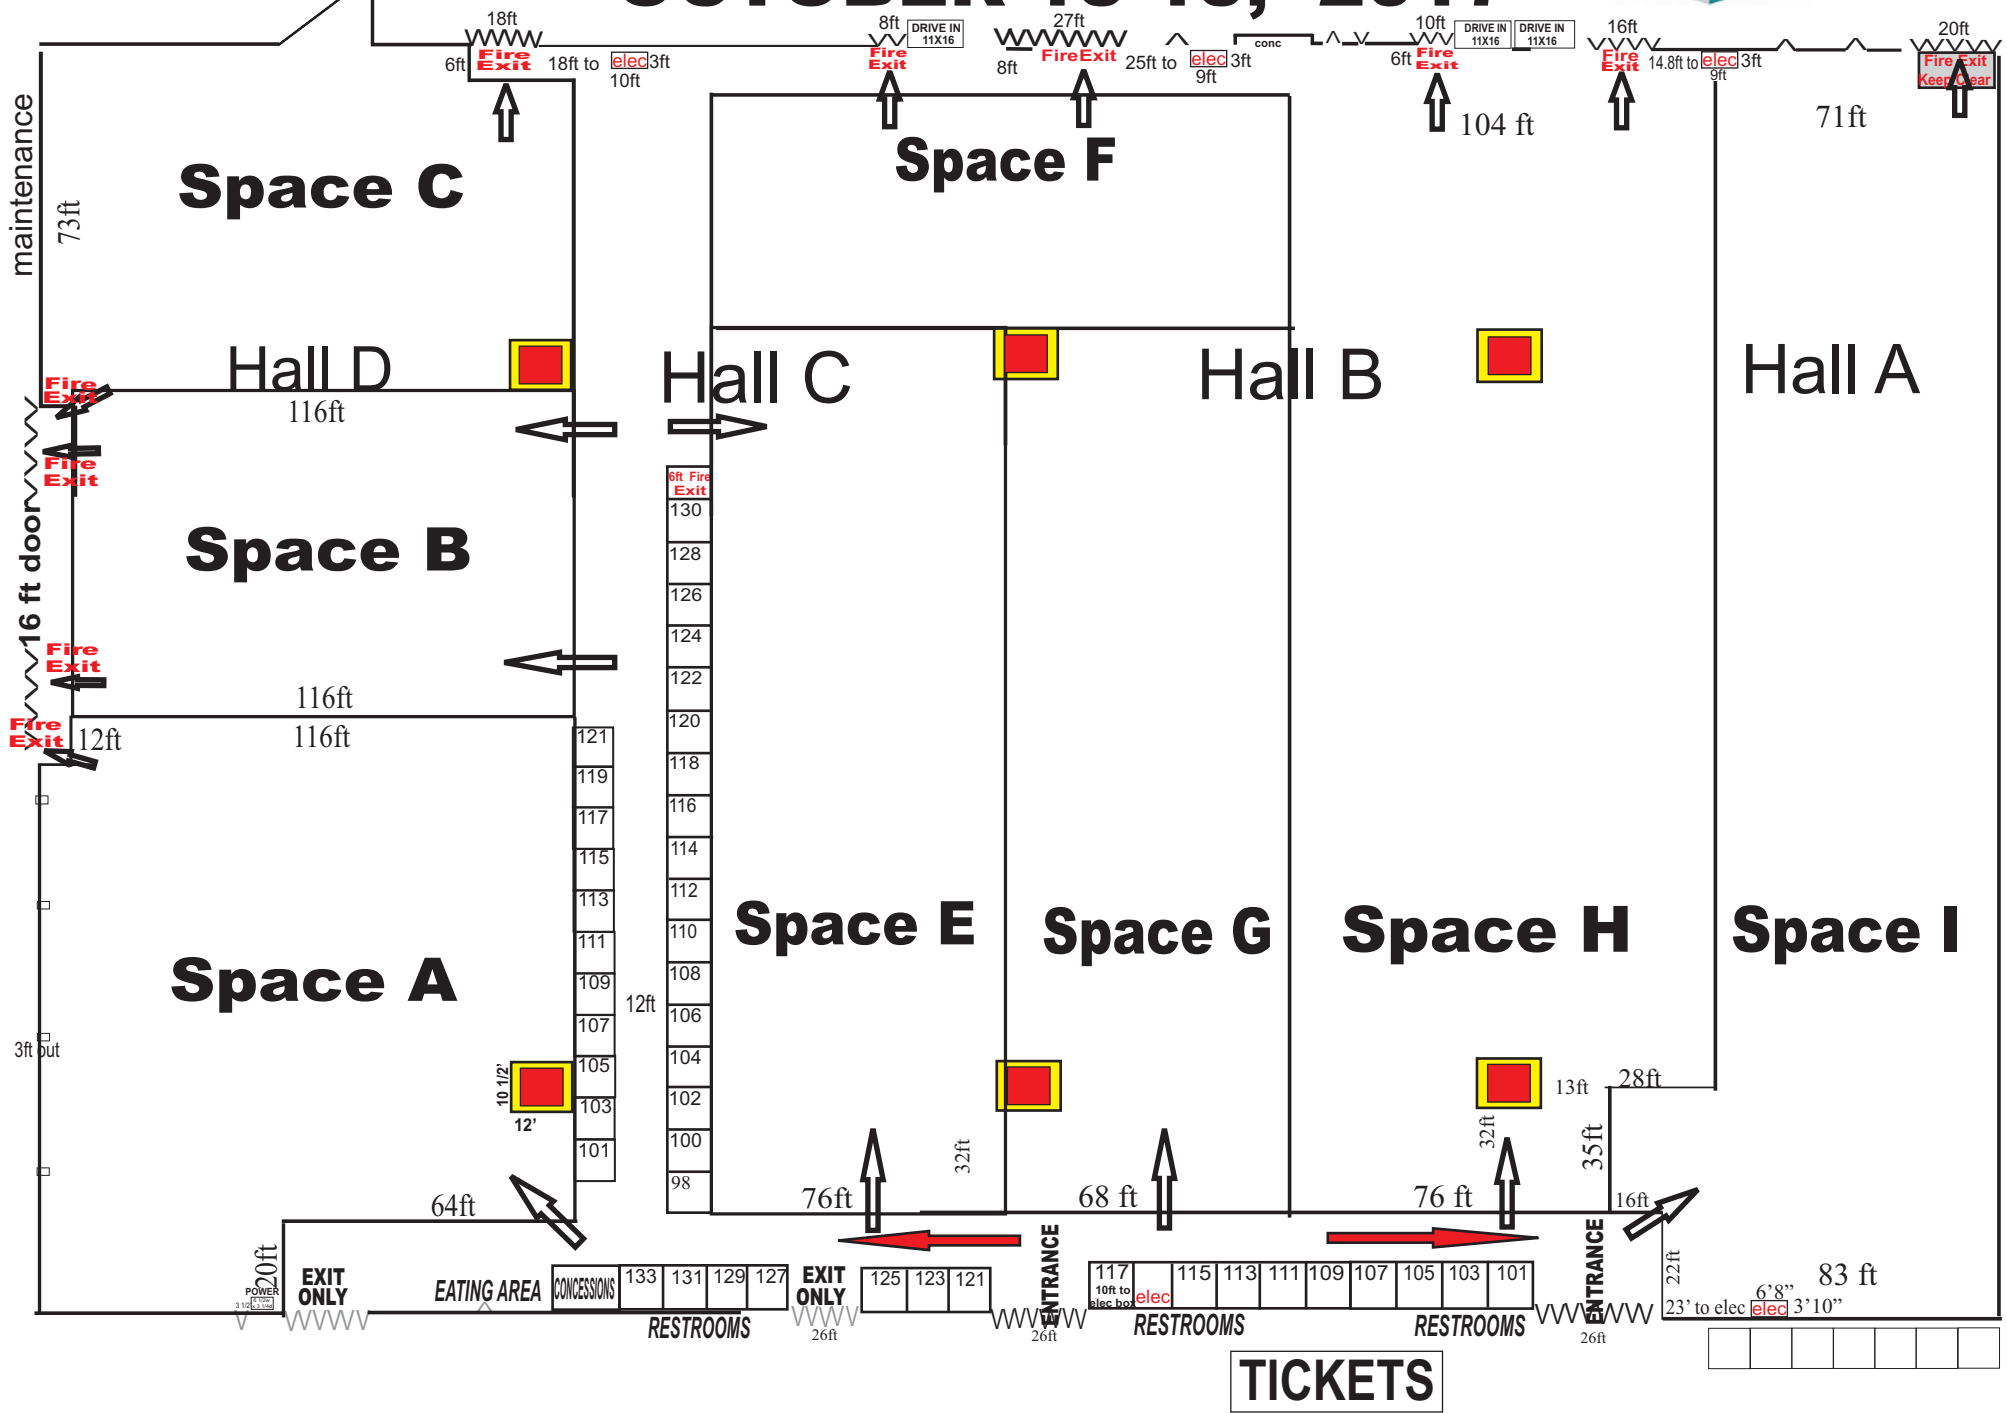 18ft
8ft
DRIVE IN
11X16
27ft
10ft
DRIVE IN
11X16
DRIVE IN
11X16
16ft
20ft
6ft
Fire
Exit
18ft to elec 3ft
10ft
Fire
Exit
8ft
Fire Exit
25ft to elec 3ft
9ft
conc
6ft
Fire
Exit
Fire
Exit
14.8ft to elec 3ft
9ft
Fire Exit
Keep Clear
104 ft
71ft
maintenance
73ft
Space C
Space F
Hall D
Hall C
Hall B
Hall A
Fire
Exit
116ft
Fire
Exit
16 ft door
6ft Fire
Exit
130
128
126
124
122
120
118
116
114
112
110
108
106
104
102
100
98
Space B
Fire
Exit
116ft
Fire
Exit
12ft
116ft
121
119
117
115
113
111
109
107
105
103
101
12ft
Space A
Space E
Space G
Space H
Space I
3ft out
10 1/2'
12'
13ft
28ft
32ft
32ft
35ft
64ft
76ft
68 ft
76 ft
16ft
20ft
22ft
POWER
EXIT
ONLY
EATING AREA
CONCESSIONS
133
131
129
127
EXIT
ONLY
26ft
125
123
121
ENTRANCE
26ft
117
10ft to
elec box
elec
115
113
111
109
107
105
103
101
ENTRANCE
26ft
83 ft
6’8”
23’ to elec elec 3’10”
RESTROOMS
RESTROOMS
RESTROOMS
TICKETS